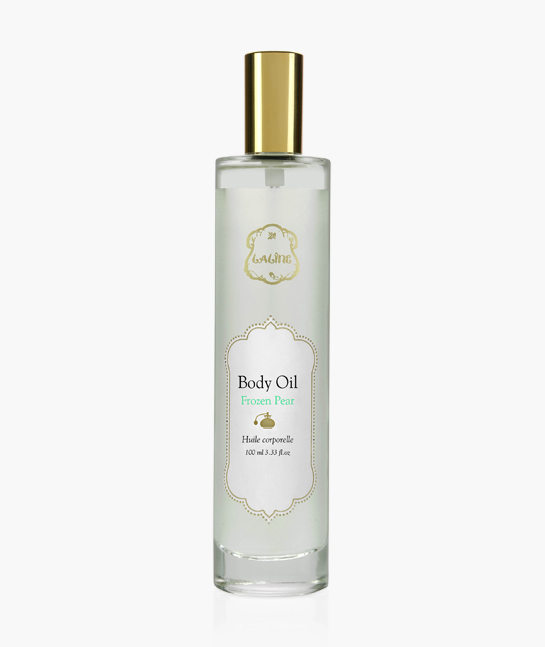 LALINE
Body Oil
Frozen Pear
Huile corporelle
100 ml 3.33 fl.oz